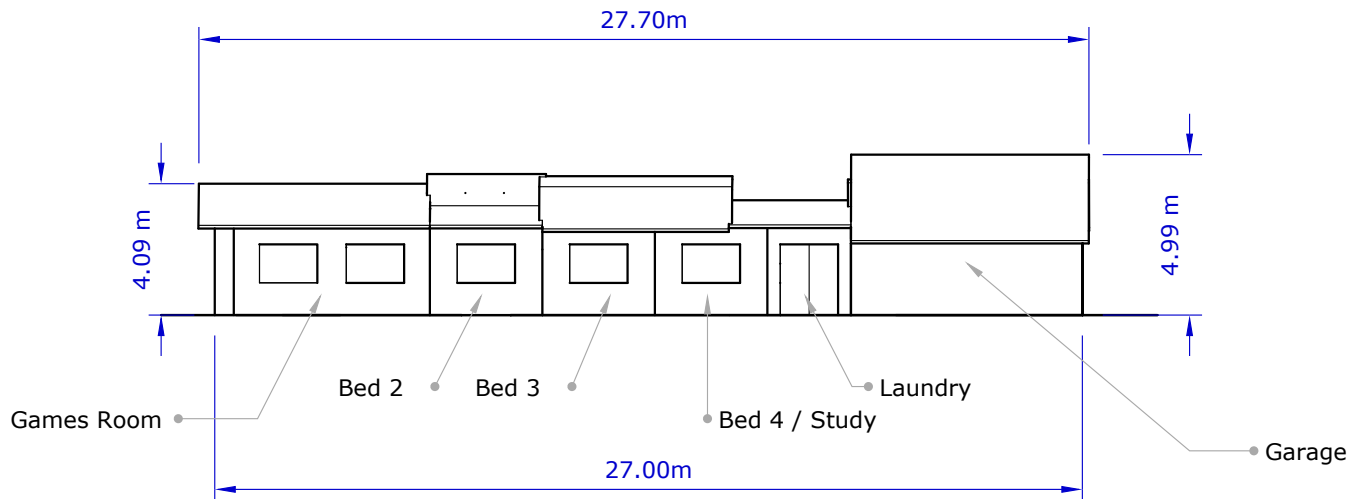 27.70m
4.09 m
4.99 m
Bed 2
Bed 3
Laundry
Games Room
Bed 4 / Study
Garage
27.00m